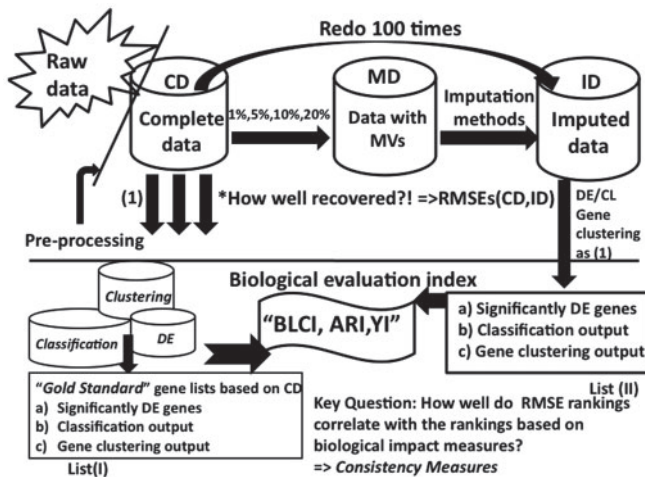 Redo 100 times
Raw
data
CD
MD
ID
Complete
data
1%,5%,10%,20%
Data with
MVs
Imputation
methods
Imputed
data
(1)
*How well recovered?! =>RMSEs(CD,ID)
DE/CL
Gene
clustering
as (1)
Pre-processing
Biological evaluation index
Clustering
Classification
DE
"BLCI, ARI,YI"
a) Significantly DE genes
b) Classification output
c) Gene clustering output
List (II)
"Gold Standard" gene lists based on CD
a) Significantly DE genes
b) Classification output
c) Gene clustering output
List(I)
Key Question: How well do RMSE rankings
correlate with the rankings based on
biological impact measures?
=> Consistency Measures